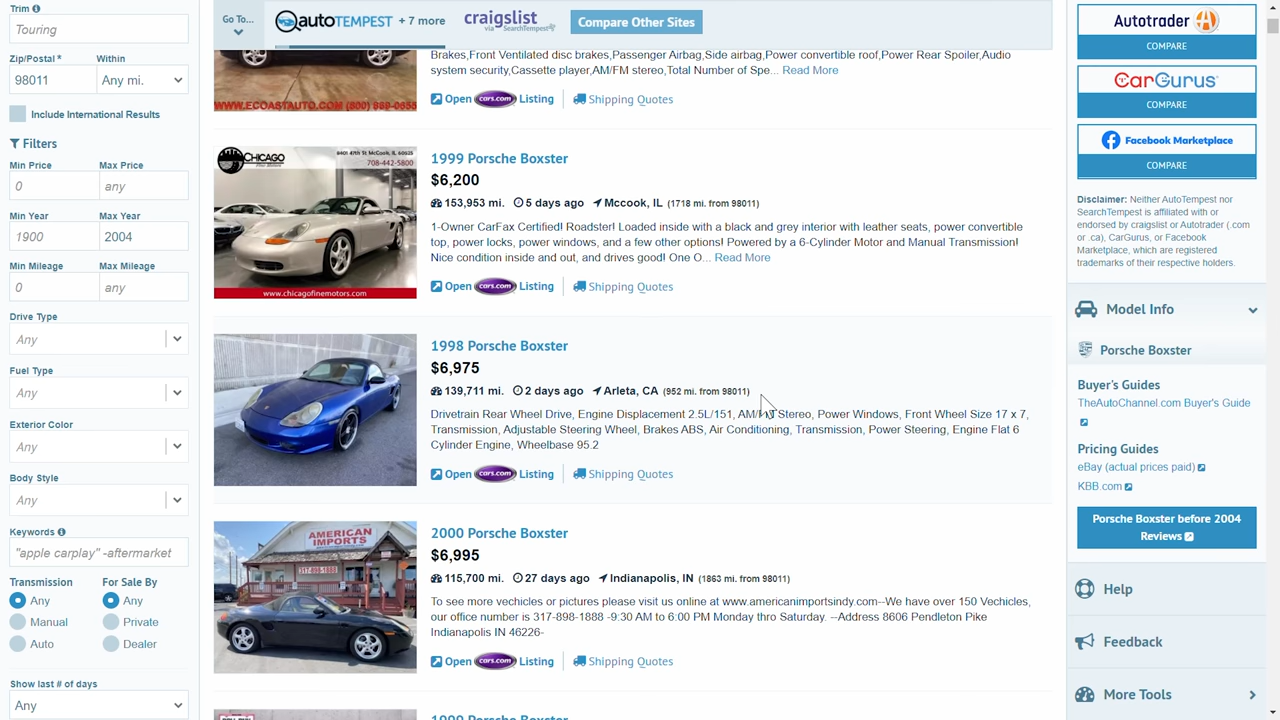 Trim
Touring
Zip/Postal * Within
98011 Any mi.
Include International Results
Filters
Min Price Max Price
0 any
Min Year Max Year
1900 2004
Min Mileage Max Mileage
0 any
Drive Type
Any
Fuel Type
Exterior Color
Body Style
Any
Keywords
"apple carplay" -aftermarket
Transmission For Sale By
Any Any
Manual Private
Auto Dealer
Show last # of days
Any
Go To...
autoTEMPEST + 7 more
craigslist
via SearchTempest
Compare Other Sites
Brakes,Front Ventilated disc brakes,Passenger Airbag,Side airbag,Power convertible roof,Power Rear Spoiler,Audio
system security,Cassette player,AM/FM stereo,Total Number of Spe... Read More
Open cars.com Listing Shipping Quotes
CHICAGO
708-442-5800
www.chicagofinemotors.com
1999 Porsche Boxster
$6,200
153,953 mi. 5 days ago Mccook, IL (1718 mi. from 98011)
1-Owner CarFax Certified! Roadster! Loaded inside with a black and grey interior with leather seats, power convertible
top, power locks, power windows, and a few other options! Powered by a 6-Cylinder Motor and Manual Transmission!
Nice condition inside and out, and drives good! One O... Read More
Open cars.com Listing Shipping Quotes
1998 Porsche Boxster
$6,975
139,711 mi. 2 days ago Arleta, CA (952 mi. from 98011)
Drivetrain Rear Wheel Drive, Engine Displacement 2.5L/151, AM/ Stereo, Power Windows, Front Wheel Size 17 x 7,
Transmission, Adjustable Steering Wheel, Brakes ABS, Air Conditioning, Transmission, Power Steering, Engine Flat 6
Cylinder Engine, Wheelbase 95.2
Open cars.com Listing Shipping Quotes
AMERICAN
IMPORTS
317-898-1888
2000 Porsche Boxster
$6,995
115,700 mi. 27 days ago Indianapolis, IN (1863 mi. from 98011)
To see more vechicles or pictures please visit us online at www.americanimportsindy.com--We have over 150 Vechicles,
our office number is 317-898-1888 -9:30 AM to 6:00 PM Monday thru Saturday. --Address 8606 Pendleton Pike
Indianapolis IN 46226-
Open cars.com Listing Shipping Quotes
1999 Porsche Boxster
Autotrader
COMPARE
CarGurus
COMPARE
Facebook Marketplace
COMPARE
Disclaimer: Neither AutoTempest nor
SearchTempest is affiliated with or
endorsed by craigslist or Autotrader (.com
or .ca), CarGurus, or Facebook
Marketplace, which are registered
trademarks of their respective holders.
Model Info
Porsche Boxster
Buyer's Guides
TheAutoChannel.com Buyer's Guide
Pricing Guides
eBay (actual prices paid)
KBB.com
Porsche Boxster before 2004
Reviews
Help
Feedback
More Tools